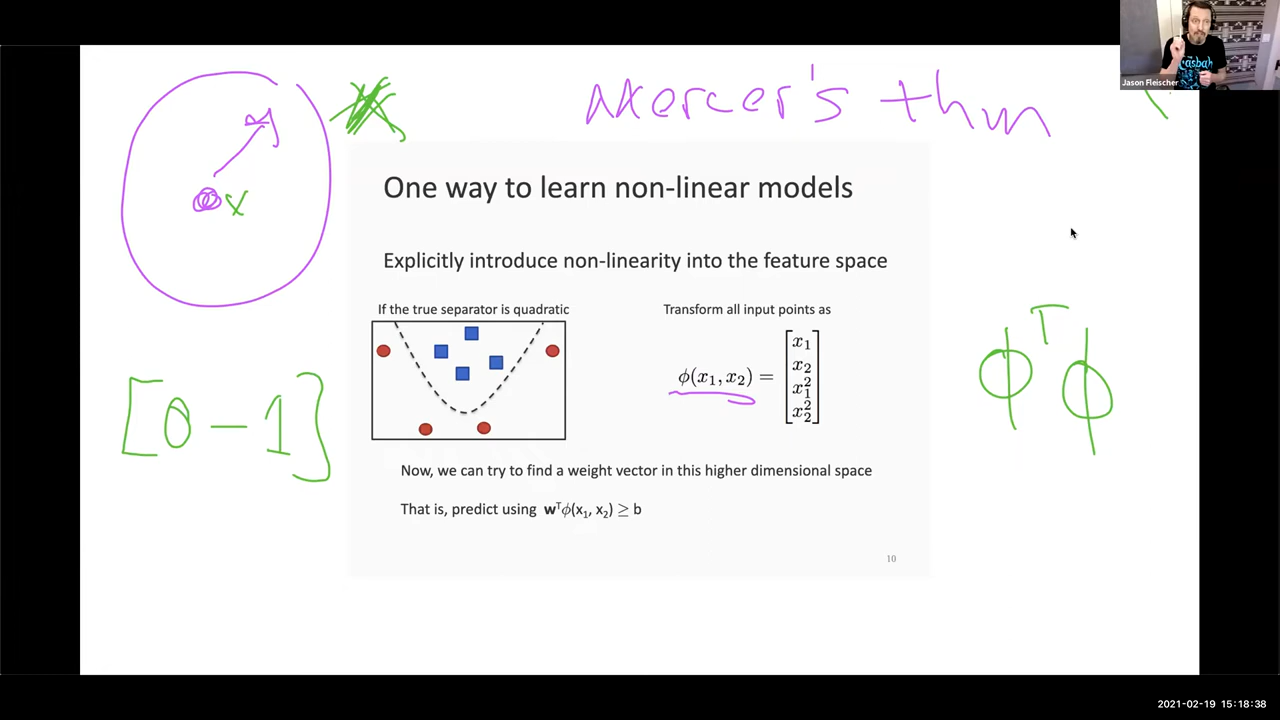 Jason Fleischer
asbah
Mercer's thm
x
One way to learn non-linear models
Explicitly introduce non-linearity into the feature space
If the true separator is quadratic
Transform all input points as
ϕ(x₁, x₂) = [x₁ x₂ x₁² x₂²]
[0 - 1]
ϕᵀϕ
Now, we can try to find a weight vector in this higher dimensional space
That is, predict using wᵀϕ(x₁, x₂) ≥ b
10
2021-02-19 15:18:38